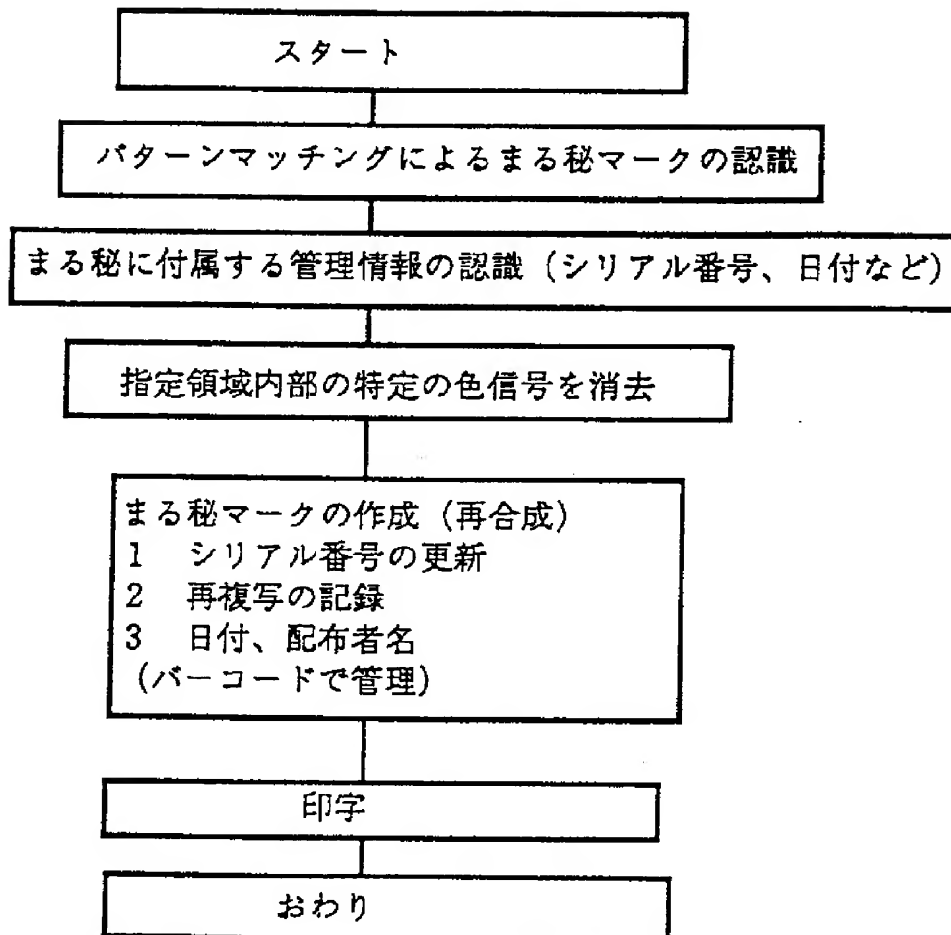 スタート
パターンマッチングによるまる秘マークの認識
まる秘に付属する管理情報の認識（シリアル番号、日付など）
指定領域内部の特定の色信号を消去
まる秘マークの作成（再合成）
1 シリアル番号の更新
2 再複写の記録
3 日付、配布者名
（バーコードで管理）
印字
おわり